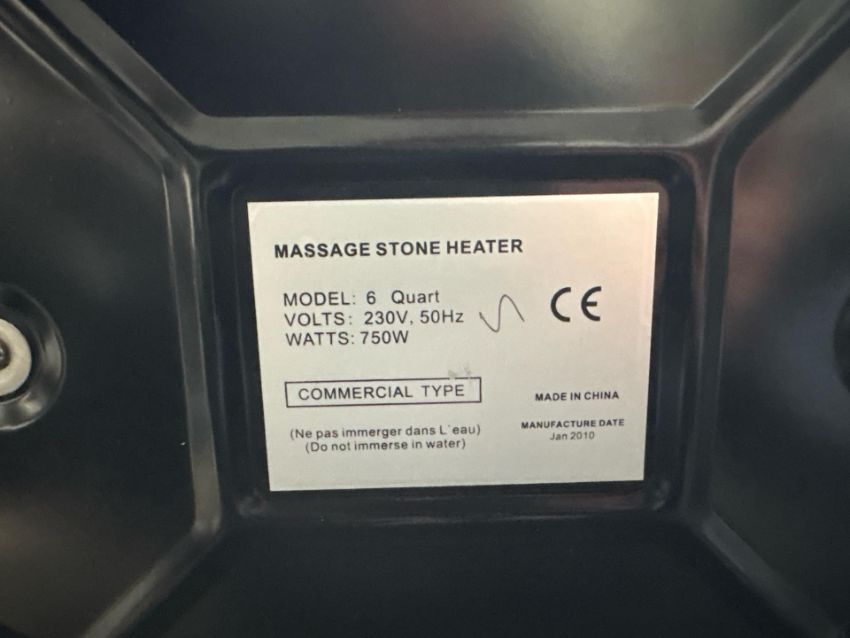 MASSAGE STONE HEATER
MODEL: 6 Quart
VOLTS: 230V, 50Hz
WATTS: 750W
CE
COMMERCIAL TYPE
MADE IN CHINA
(Ne pas immerger dans L'eau)
(Do not immerse in water)
MANUFACTURE DATE
Jan 2010